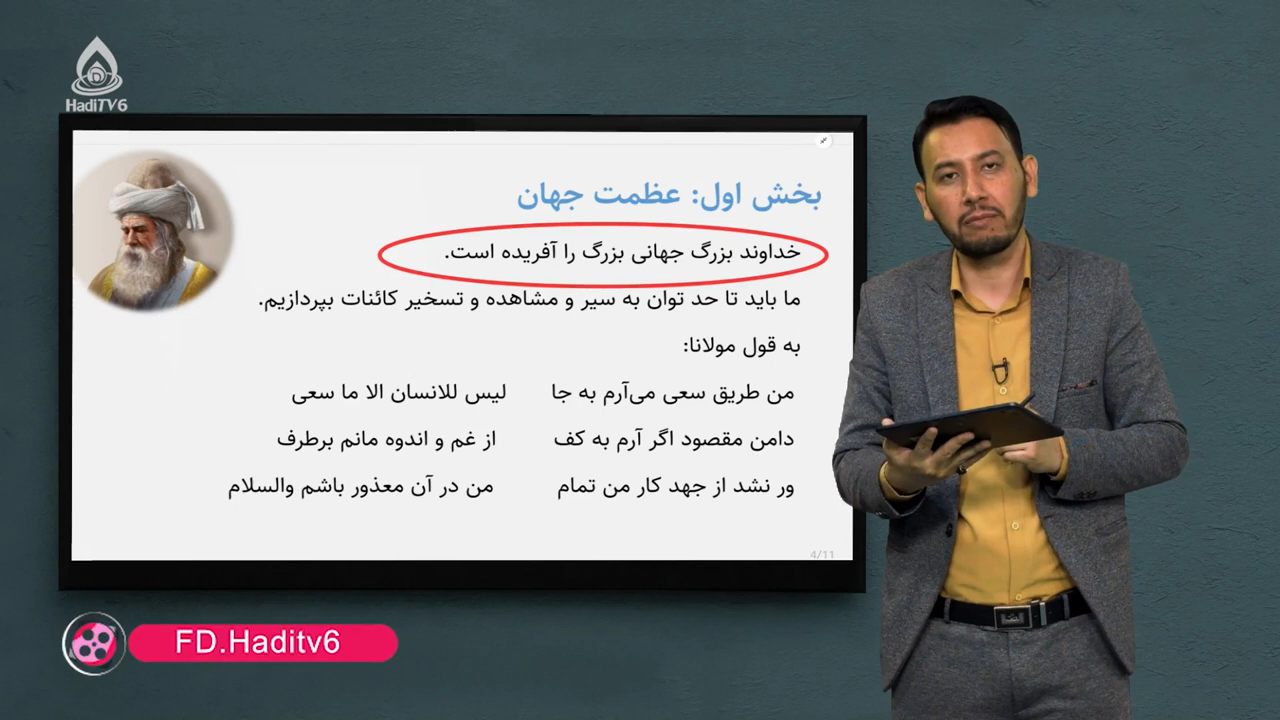 HadiTV6
بخش اول: عظمت جهان
خداوند بزرگ جهانی بزرگ را آفریده است.
ما باید تا حد توان به سیر و مشاهده و تسخیر کائنات بپردازیم.
به قول مولانا:
من طریق سعی می‌آرم به جا لیس للانسان الا ما سعی
دامن مقصود اگر آرم به کف از غم و اندوه مانم برطرف
ور نشد از جهد کار من تمام من در آن معذور باشم والسلام
4/11
FD.Haditv6